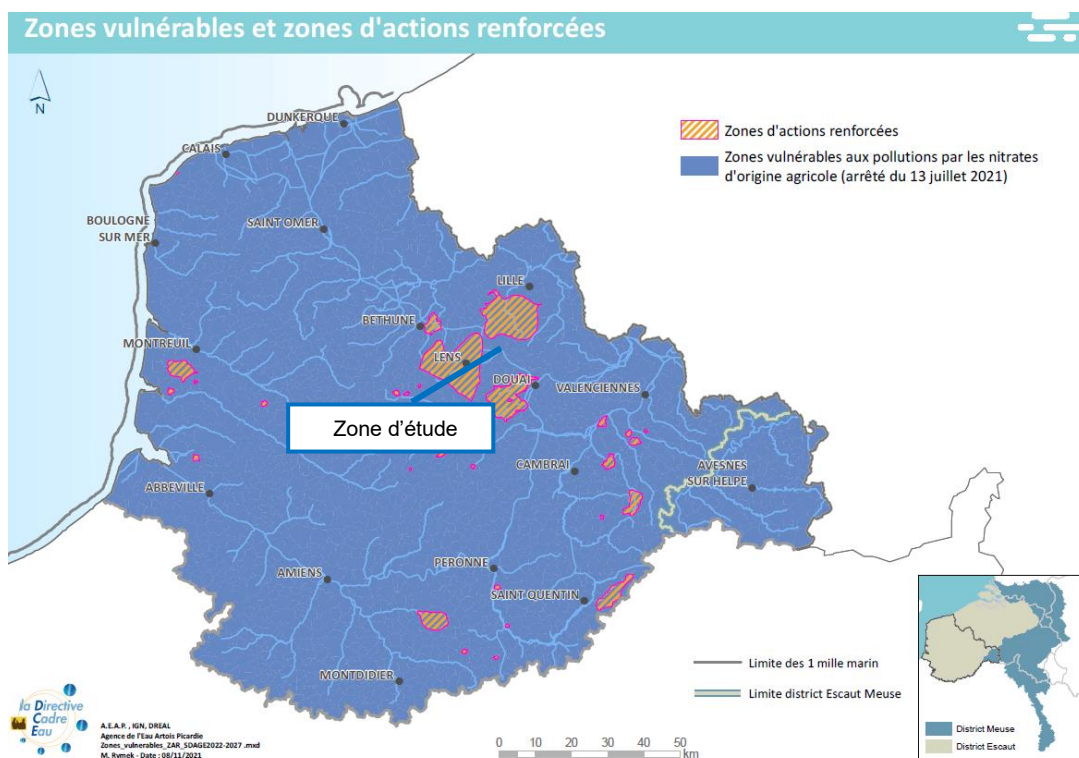 Zones vulnérables et zones d'actions renforcées
N
DUNKERQUE
CALAIS
Zones d'actions renforcées
Zones vulnérables aux pollutions par les nitrates
d'origine agricole (arrêté du 13 juillet 2021)
BOULOGNE
SUR MER
SAINT OMER
LILLE
BETHUNE
MONTREUIL
LENS
DOUAI
VALENCIENNES
Zone d'étude
CAMBRAI
AVESNES
SUR HELPE
ABBEVILLE
PERONNE
AMIENS
SAINT QUENTIN
MONTDIDIER
Limite des 1 mille marin
Limite district Escaut Meuse
la Directive
Cadre
Eau
A.E.A.P. , IGN, DREAL
Agence de l'Eau Artois Picardie
Zones_vulnerables_ZAR_SDAGE2022-2027 .mxd
M. Rymek - Date : 08/11/2021
0 10 20 30 40 50
km
District Meuse
District Escaut